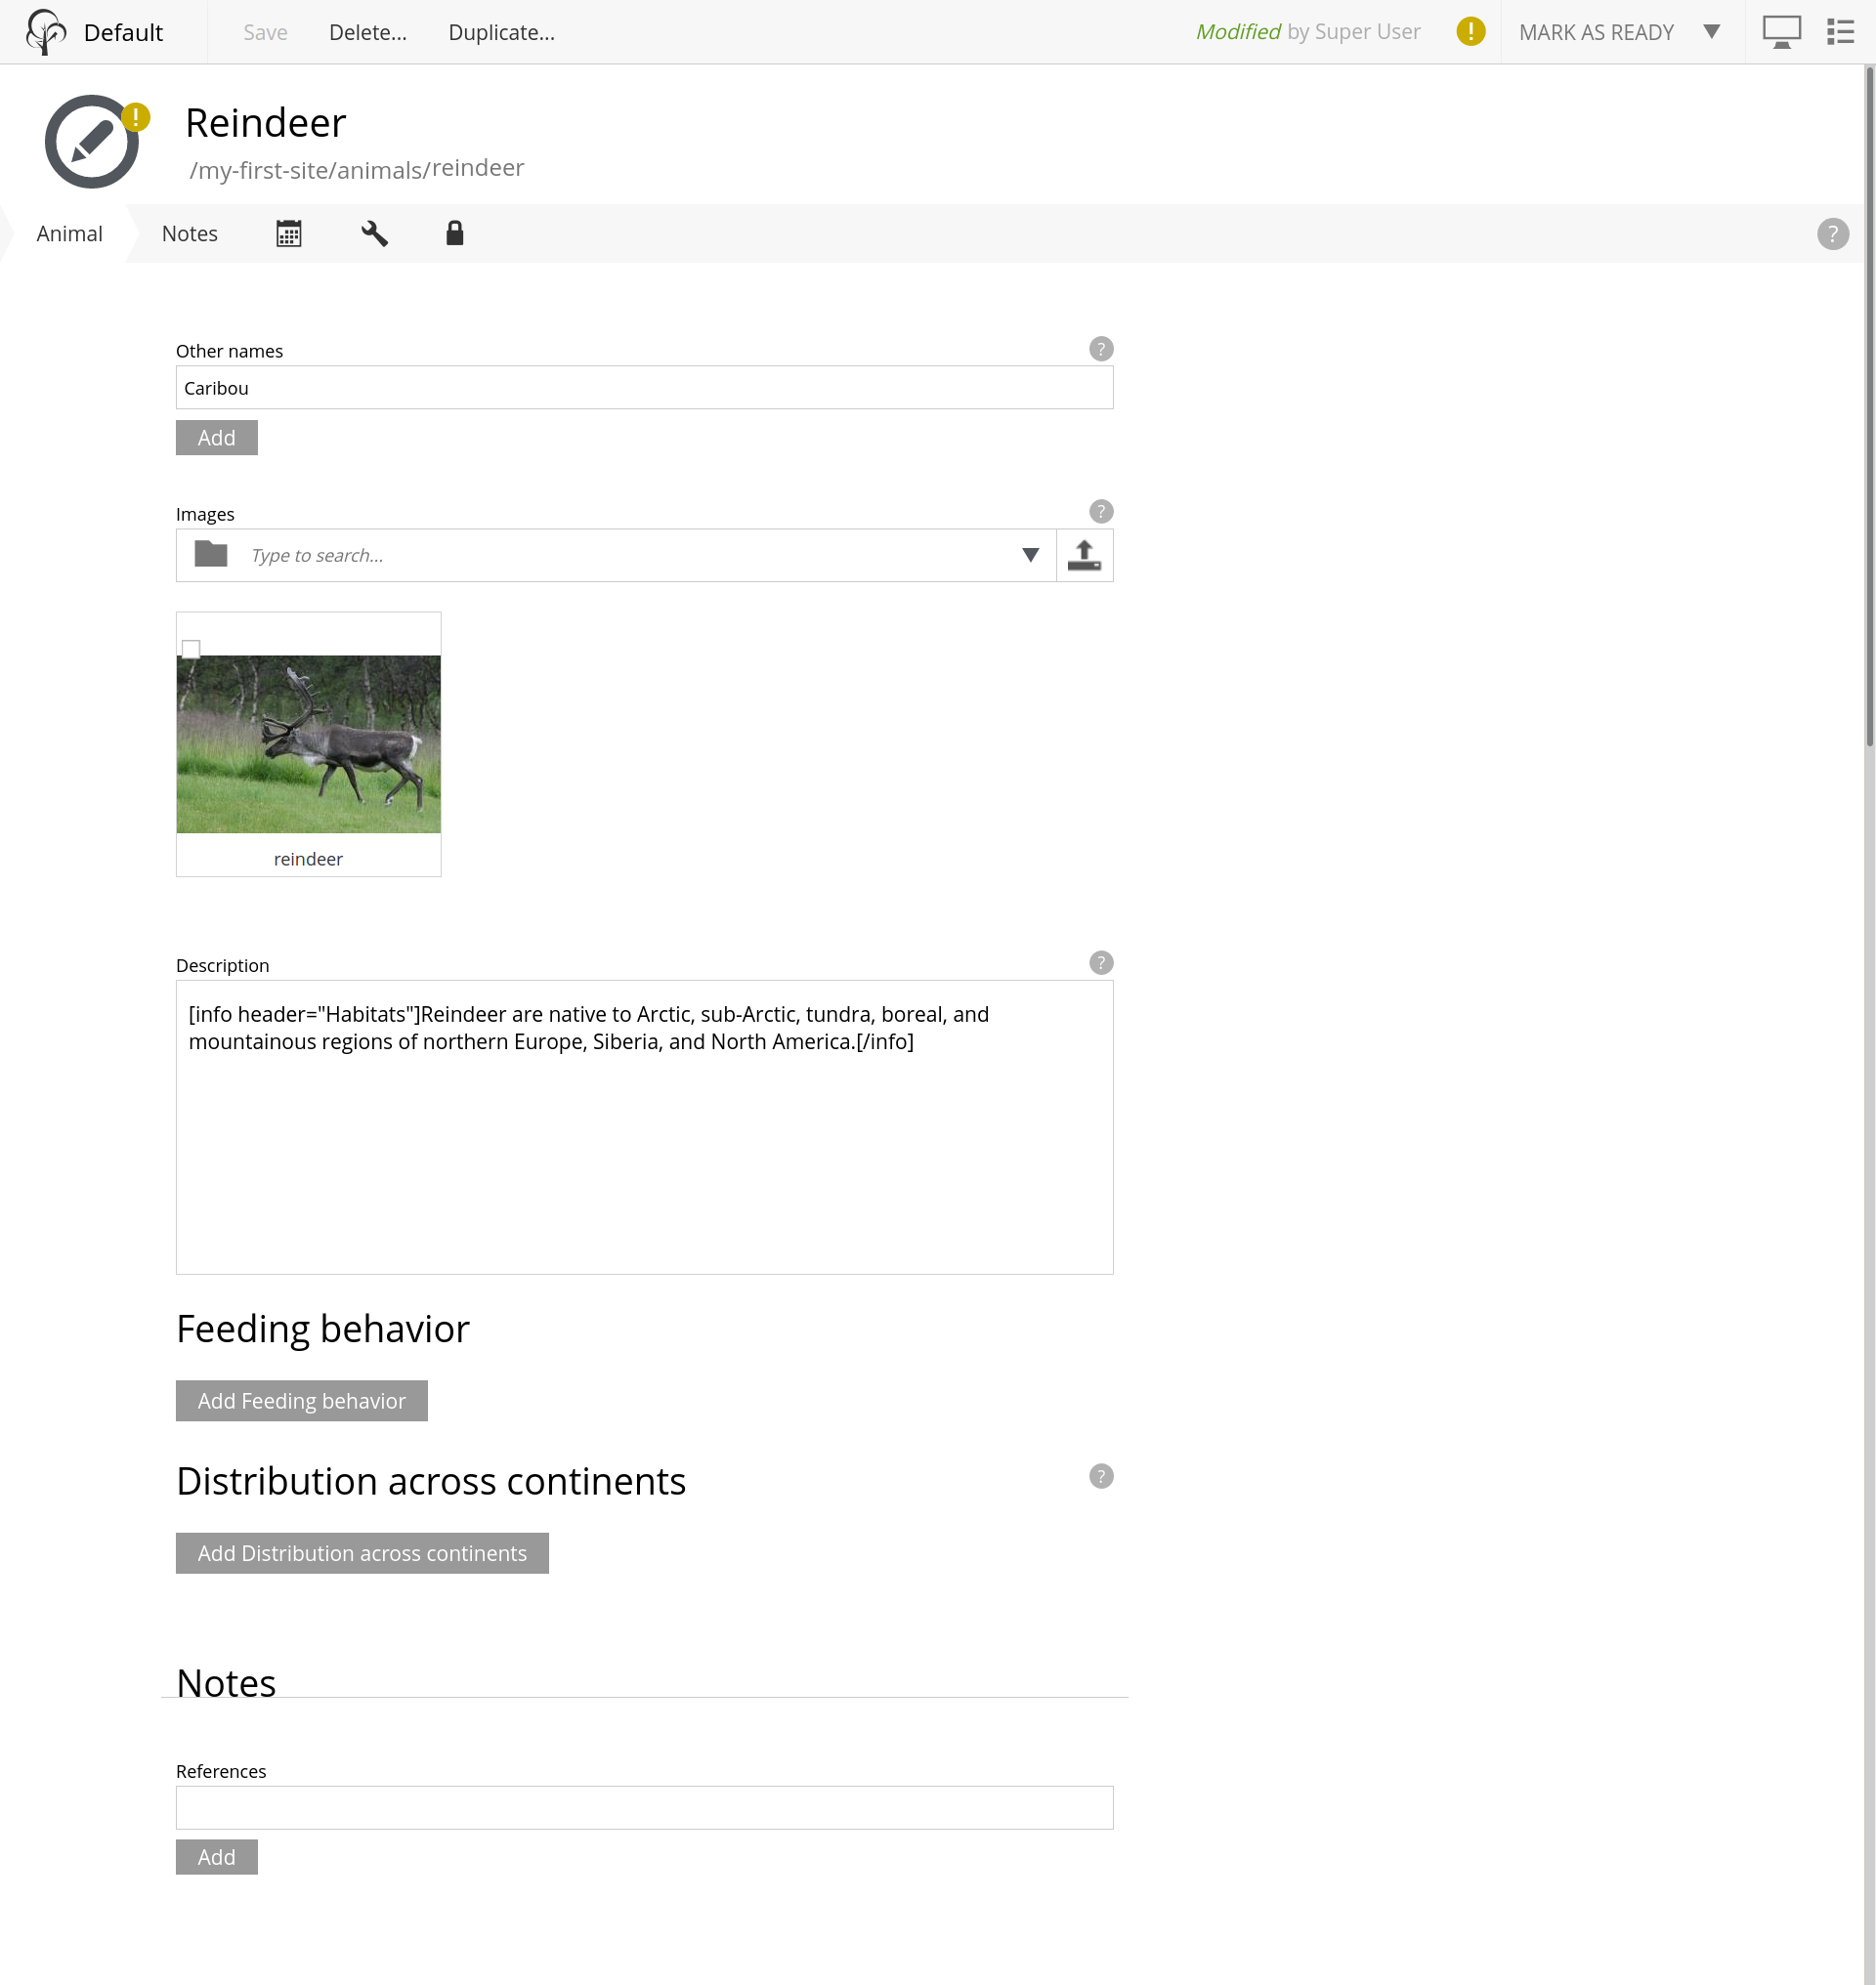 Default
Save
Delete...
Duplicate...
Modified by Super User
!
MARK AS READY
!
Reindeer
/my-first-site/animals/reindeer
Animal
Notes
?
Other names
?
Caribou
Add
Images
?
Type to search...
reindeer
Description
?
[info header="Habitats"]Reindeer are native to Arctic, sub-Arctic, tundra, boreal, and
mountainous regions of northern Europe, Siberia, and North America.[/info]
Feeding behavior
Add Feeding behavior
Distribution across continents
?
Add Distribution across continents
Notes
References
Add